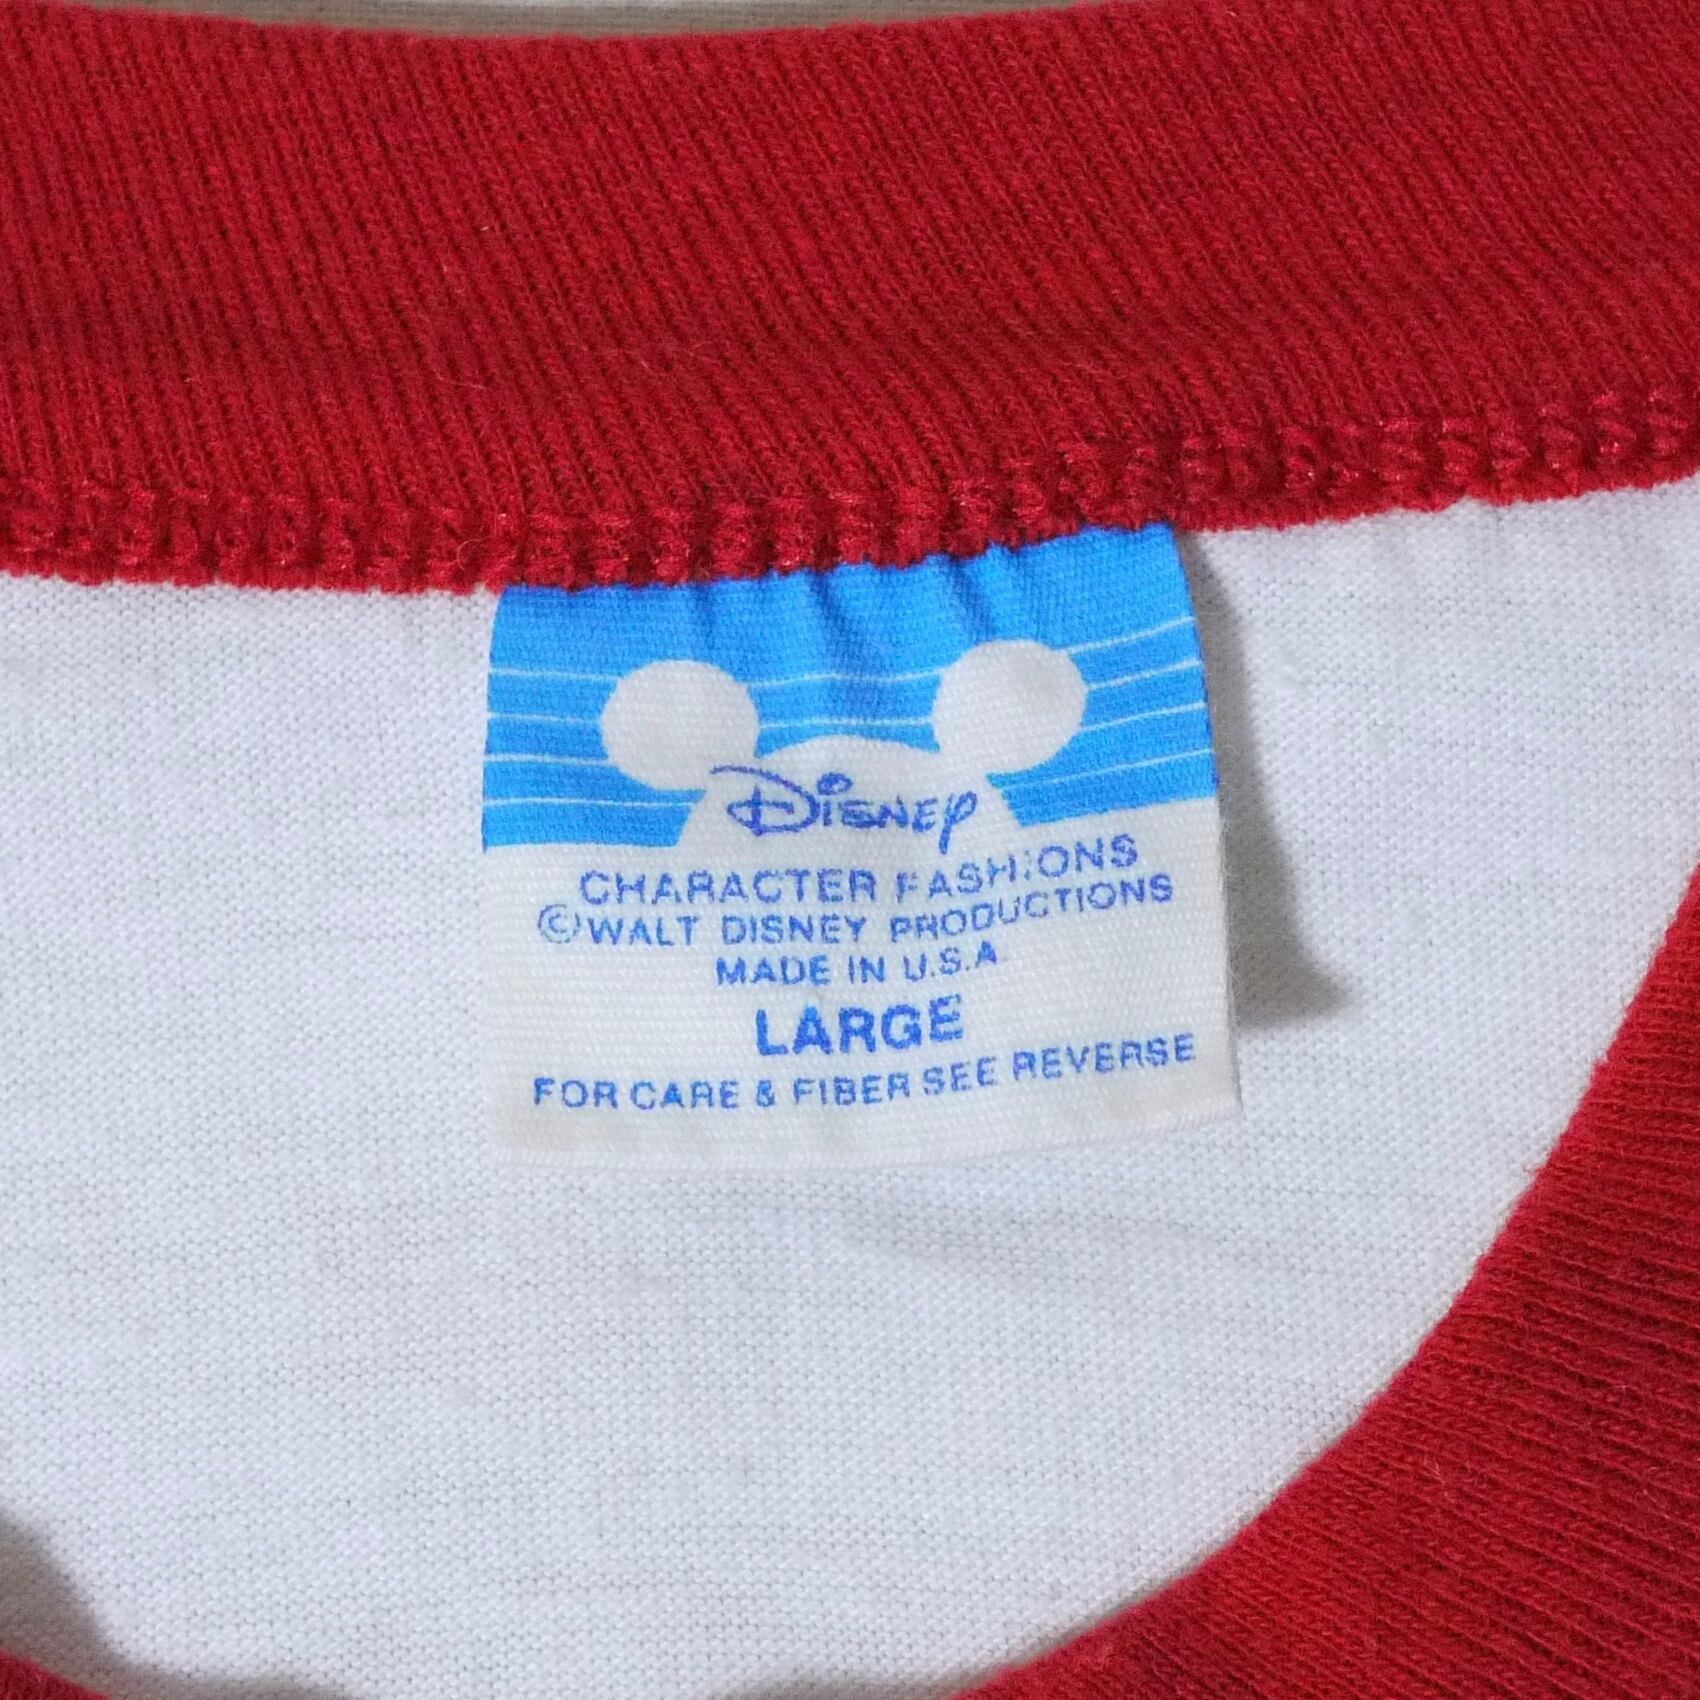 Disney
CHARACTER FASHIONS
©WALT DISNEY PRODUCTIONS
MADE IN U.S.A
LARGE
FOR CARE & FIBER SEE REVERSE